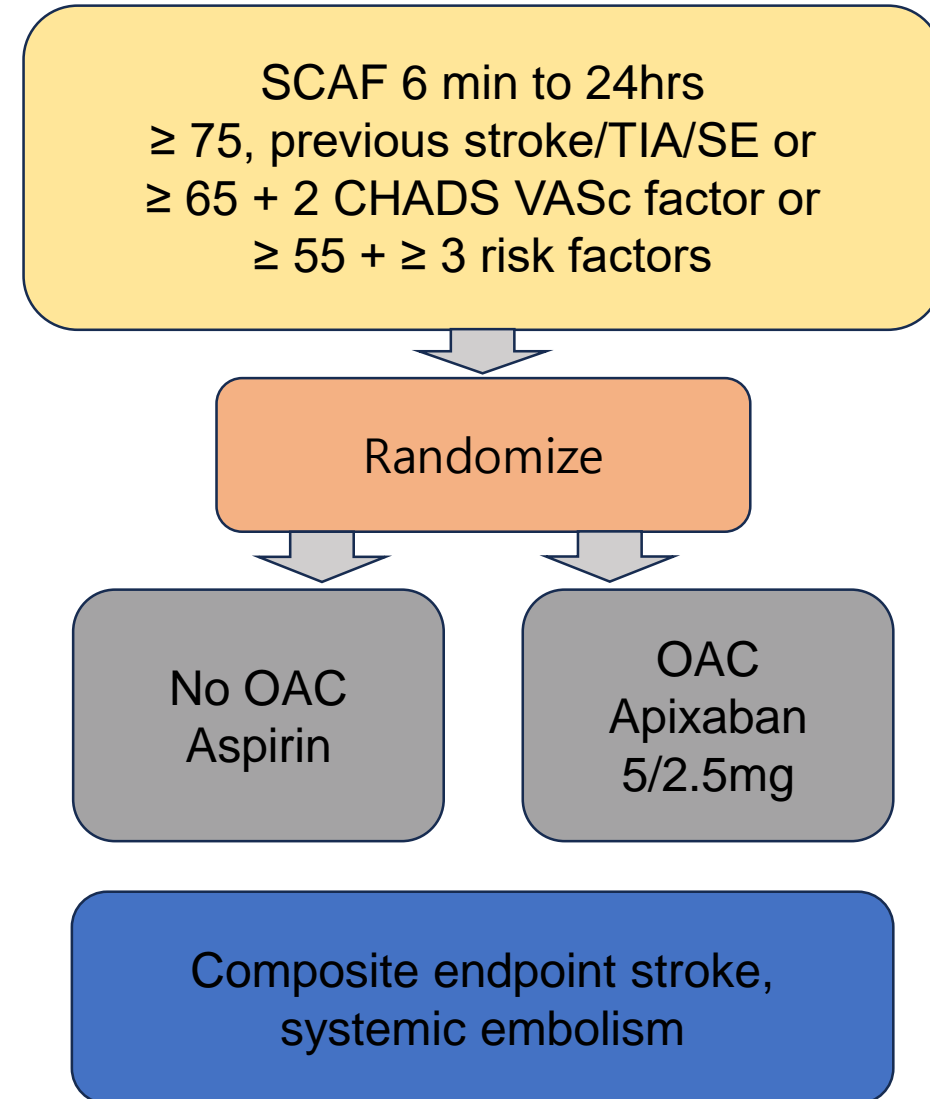 SCAF 6 min to 24hrs
≥ 75, previous stroke/TIA/SE or
≥ 65 + 2 CHADS VASc factor or
≥ 55 + ≥ 3 risk factors
Randomize
No OAC
Aspirin
OAC
Apixaban
5/2.5mg
Composite endpoint stroke,
systemic embolism